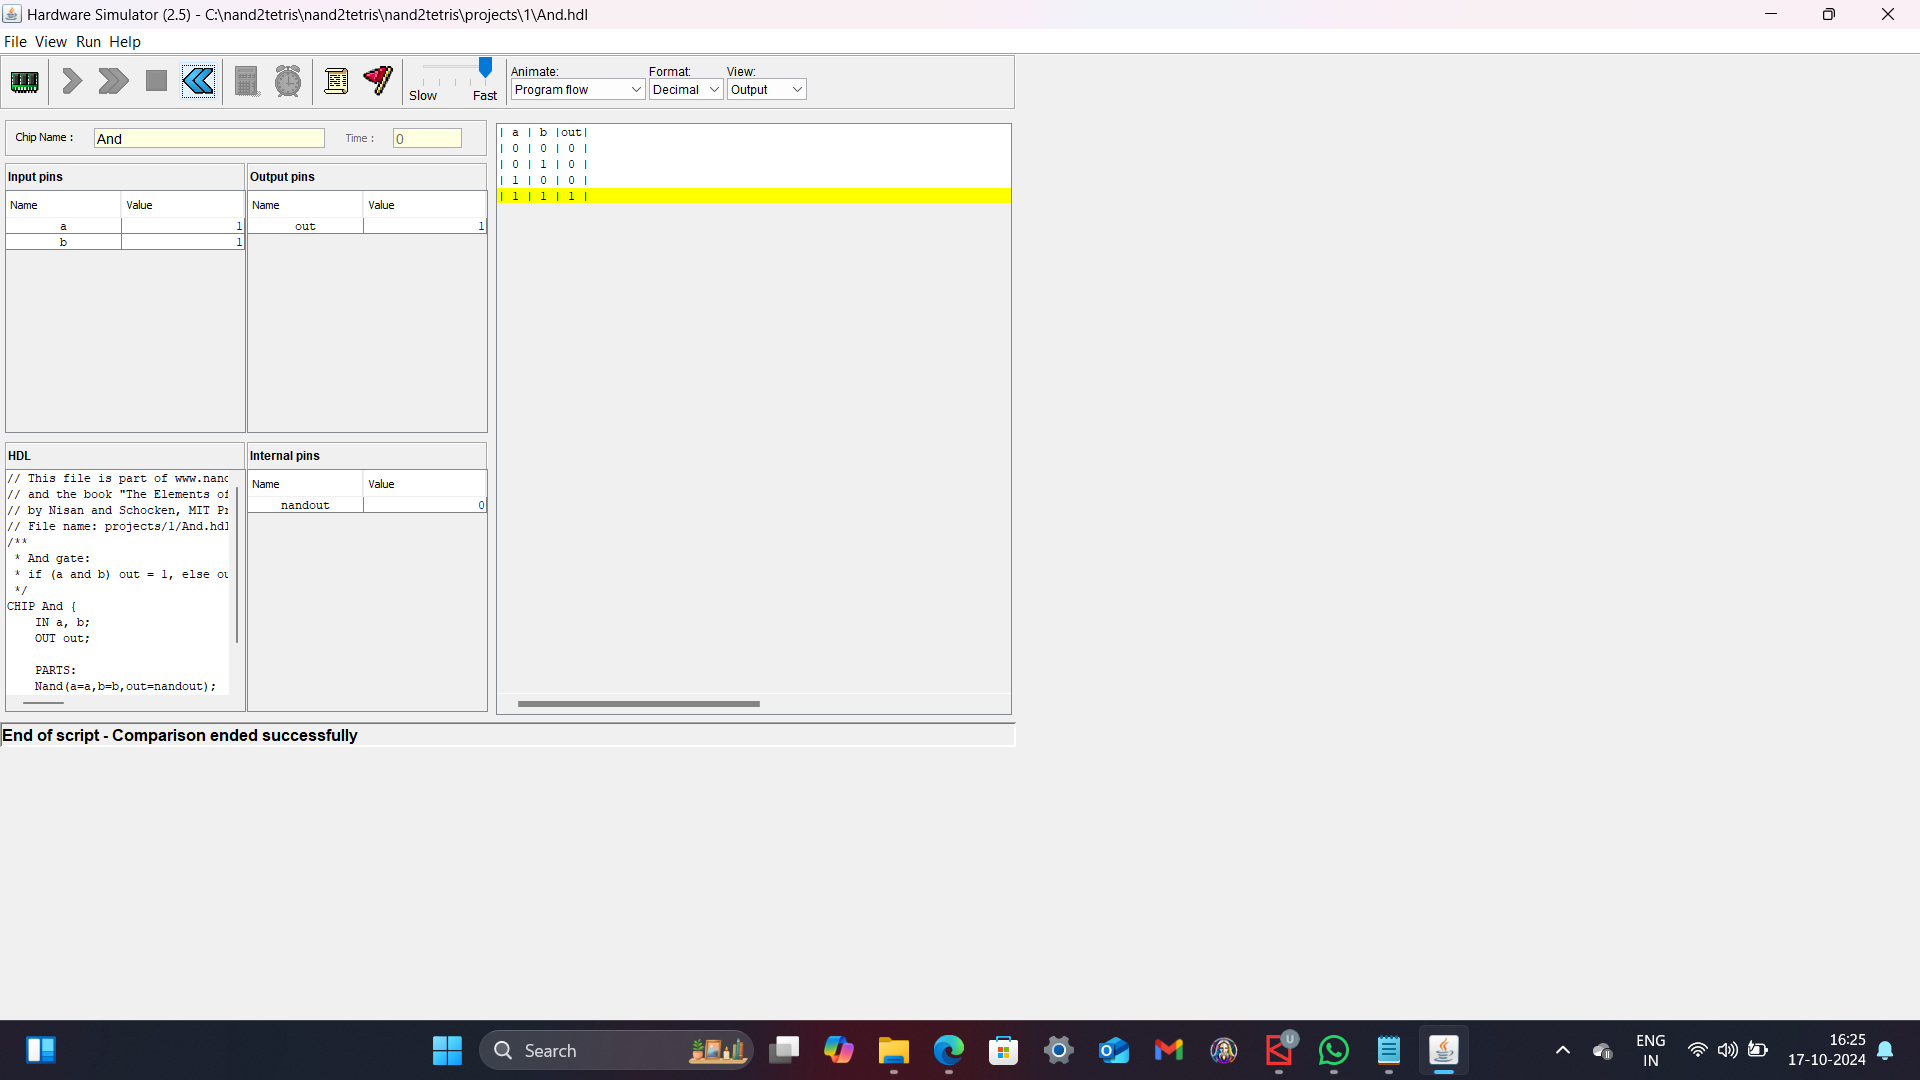 Hardware Simulator (2.5) - C:\nand2tetris\nand2tetris\nand2tetris\projects\1\And.hdl
File View Run Help
Slow Fast
Animate: Format: View:
Program flow Decimal Output
Chip Name : And Time : 0
Input pins
Name Value
a 1
b 1
Output pins
Name Value
out 1
HDL
// This file is part of www.nand
// and the book "The Elements of
// by Nisan and Schocken, MIT Pr
// File name: projects/1/And.hdl
/**
* And gate:
* if (a and b) out = 1, else ou
*/
CHIP And {
IN a, b;
OUT out;
PARTS:
Nand(a=a,b=b,out=nandout);
Internal pins
Name Value
nandout 0
| a | b |out|
| 0 | 0 | 0 |
| 0 | 1 | 0 |
| 1 | 0 | 0 |
| 1 | 1 | 1 |
End of script - Comparison ended successfully
Search
U
ENG
IN
16:25
17-10-2024